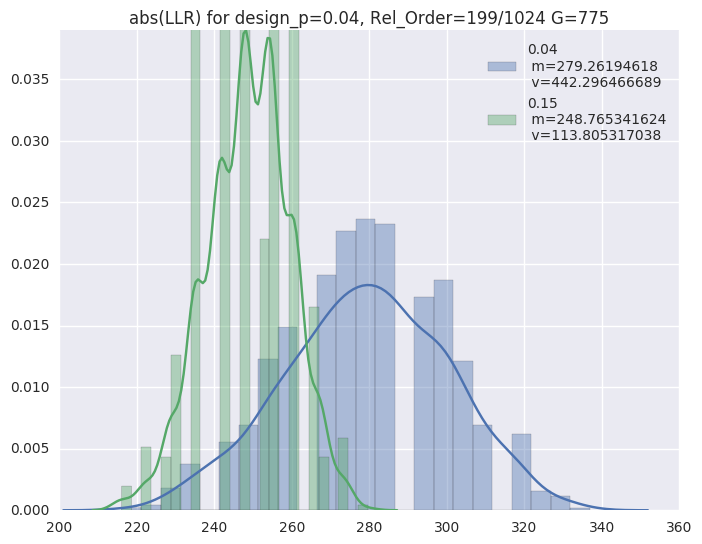 abs(LLR) for design_p=0.04, Rel_Order=199/1024 G=775
0.04
m=279.26194618
v=442.296466689
0.15
m=248.765341624
v=113.805317038
0.035
0.030
0.025
0.020
0.015
0.010
0.005
0.000
200 220 240 260 280 300 320 340 360